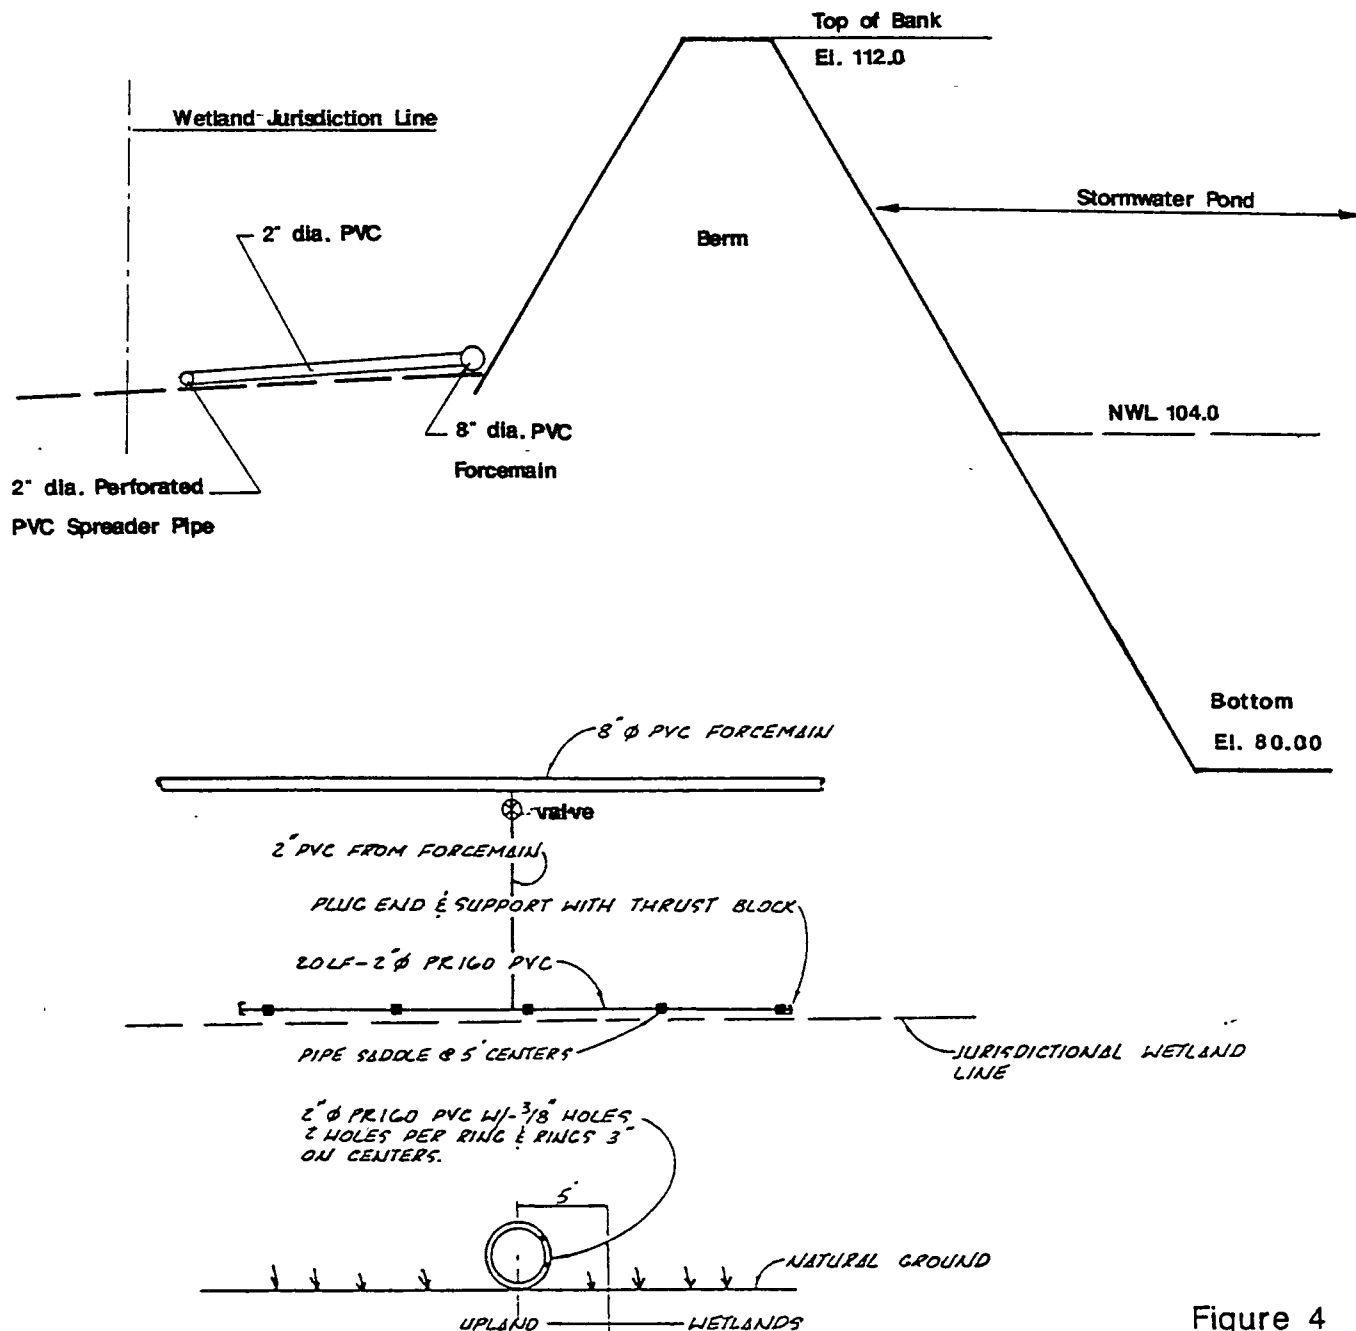 Top of Bank
El. 112.0
Wetland Jurisdiction Line
Stormwater Pond
2" dia. PVC
Berm
NWL 104.0
8" dia. PVC
Forcemain
2" dia. Perforated
PVC Spreader Pipe
Bottom
El. 80.00
8" φ PVC FORCEMAIN
valve
2" PVC FROM FORCEMAIN
PLUG END & SUPPORT WITH THRUST BLOCK
20LF-2" φ PR160 PVC
PIPE SADDLE @ 5' CENTERS
JURISDICTIONAL WETLAND
LINE
2" φ PR160 PVC W/-3/8" HOLES
2 HOLES PER RING & RINGS 3"
ON CENTERS.
5'
NATURAL GROUND
UPLAND
WETLANDS
Figure 4